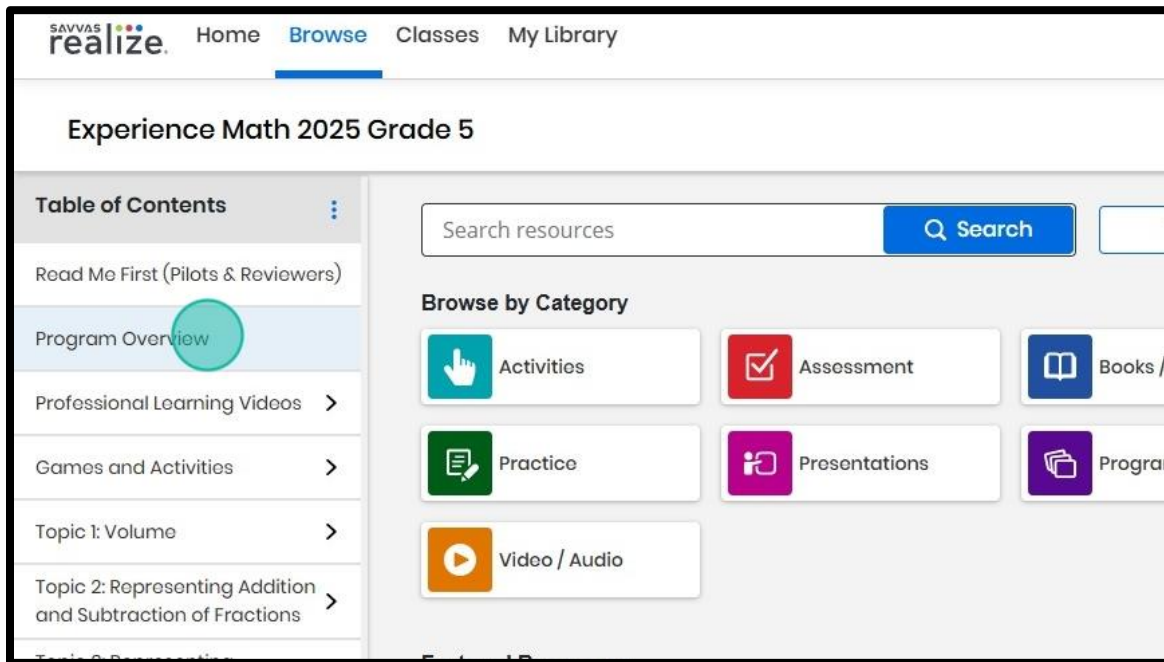 SAVVAS
realize. Home Browse Classes My Library
Experience Math 2025 Grade 5
Table of Contents
Search resources
Search
Read Me First (Pilots & Reviewers)
Browse by Category
Program Overview
Activities
Assessment
Books /
Professional Learning Videos
Games and Activities
Practice
Presentations
Topic 1: Volume
Video / Audio
Topic 2: Representing Addition
and Subtraction of Fractions